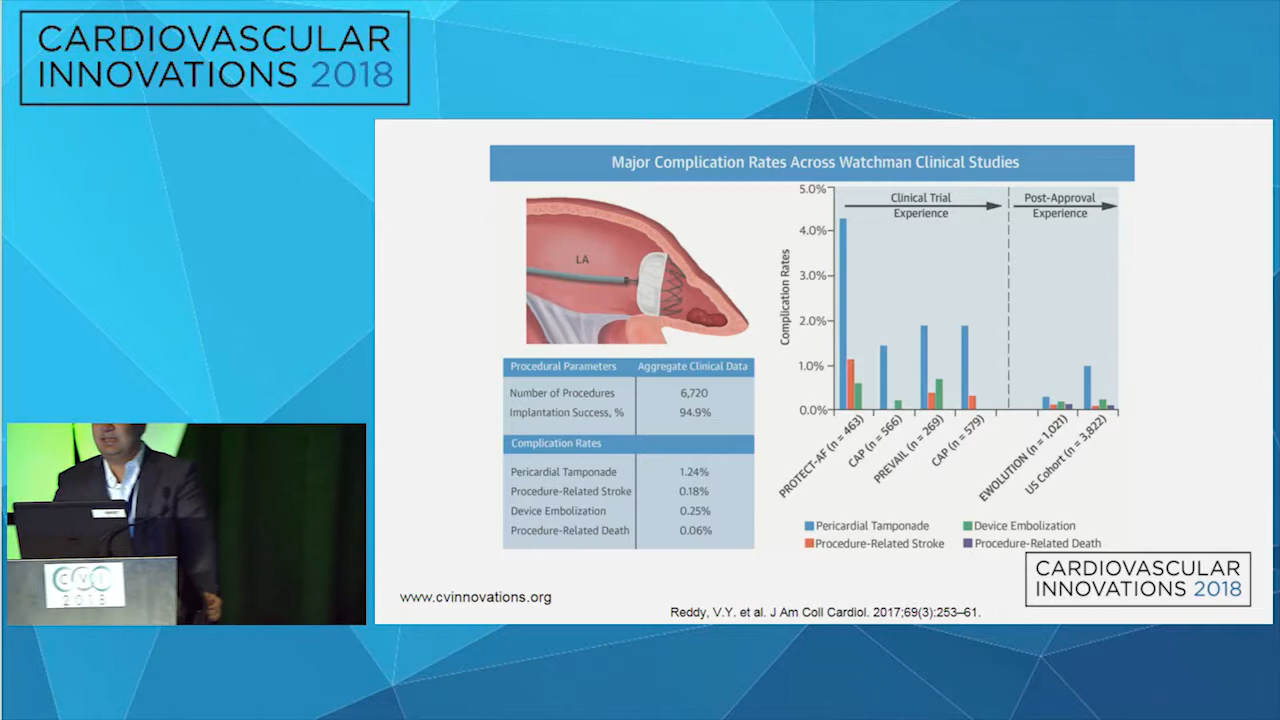 CARDIOVASCULAR
INNOVATIONS 2018
Major Complication Rates Across Watchman Clinical Studies
LA
Procedural Parameters Aggregate Clinical Data
Number of Procedures 6,720
Implantation Success, % 94.9%
Complication Rates
Pericardial Tamponade 1.24%
Procedure-Related Stroke 0.18%
Device Embolization 0.25%
Procedure-Related Death 0.06%
Complication Rates
5.0%
4.0%
3.0%
2.0%
1.0%
0.0%
Clinical Trial
Experience
Post-Approval
Experience
PROTECT-AF (n = 463)
CAP (n = 566)
PREVAIL (n = 269)
CAP (n = 579)
EWOLUTION (n = 1,021)
US Cohort (n = 3,822)
Pericardial Tamponade Device Embolization
Procedure-Related Stroke Procedure-Related Death
CARDIOVASCULAR
INNOVATIONS 2018
www.cvinnovations.org
Reddy, V.Y. et al. J Am Coll Cardiol. 2017;69(3):253–61.
CVI
2018